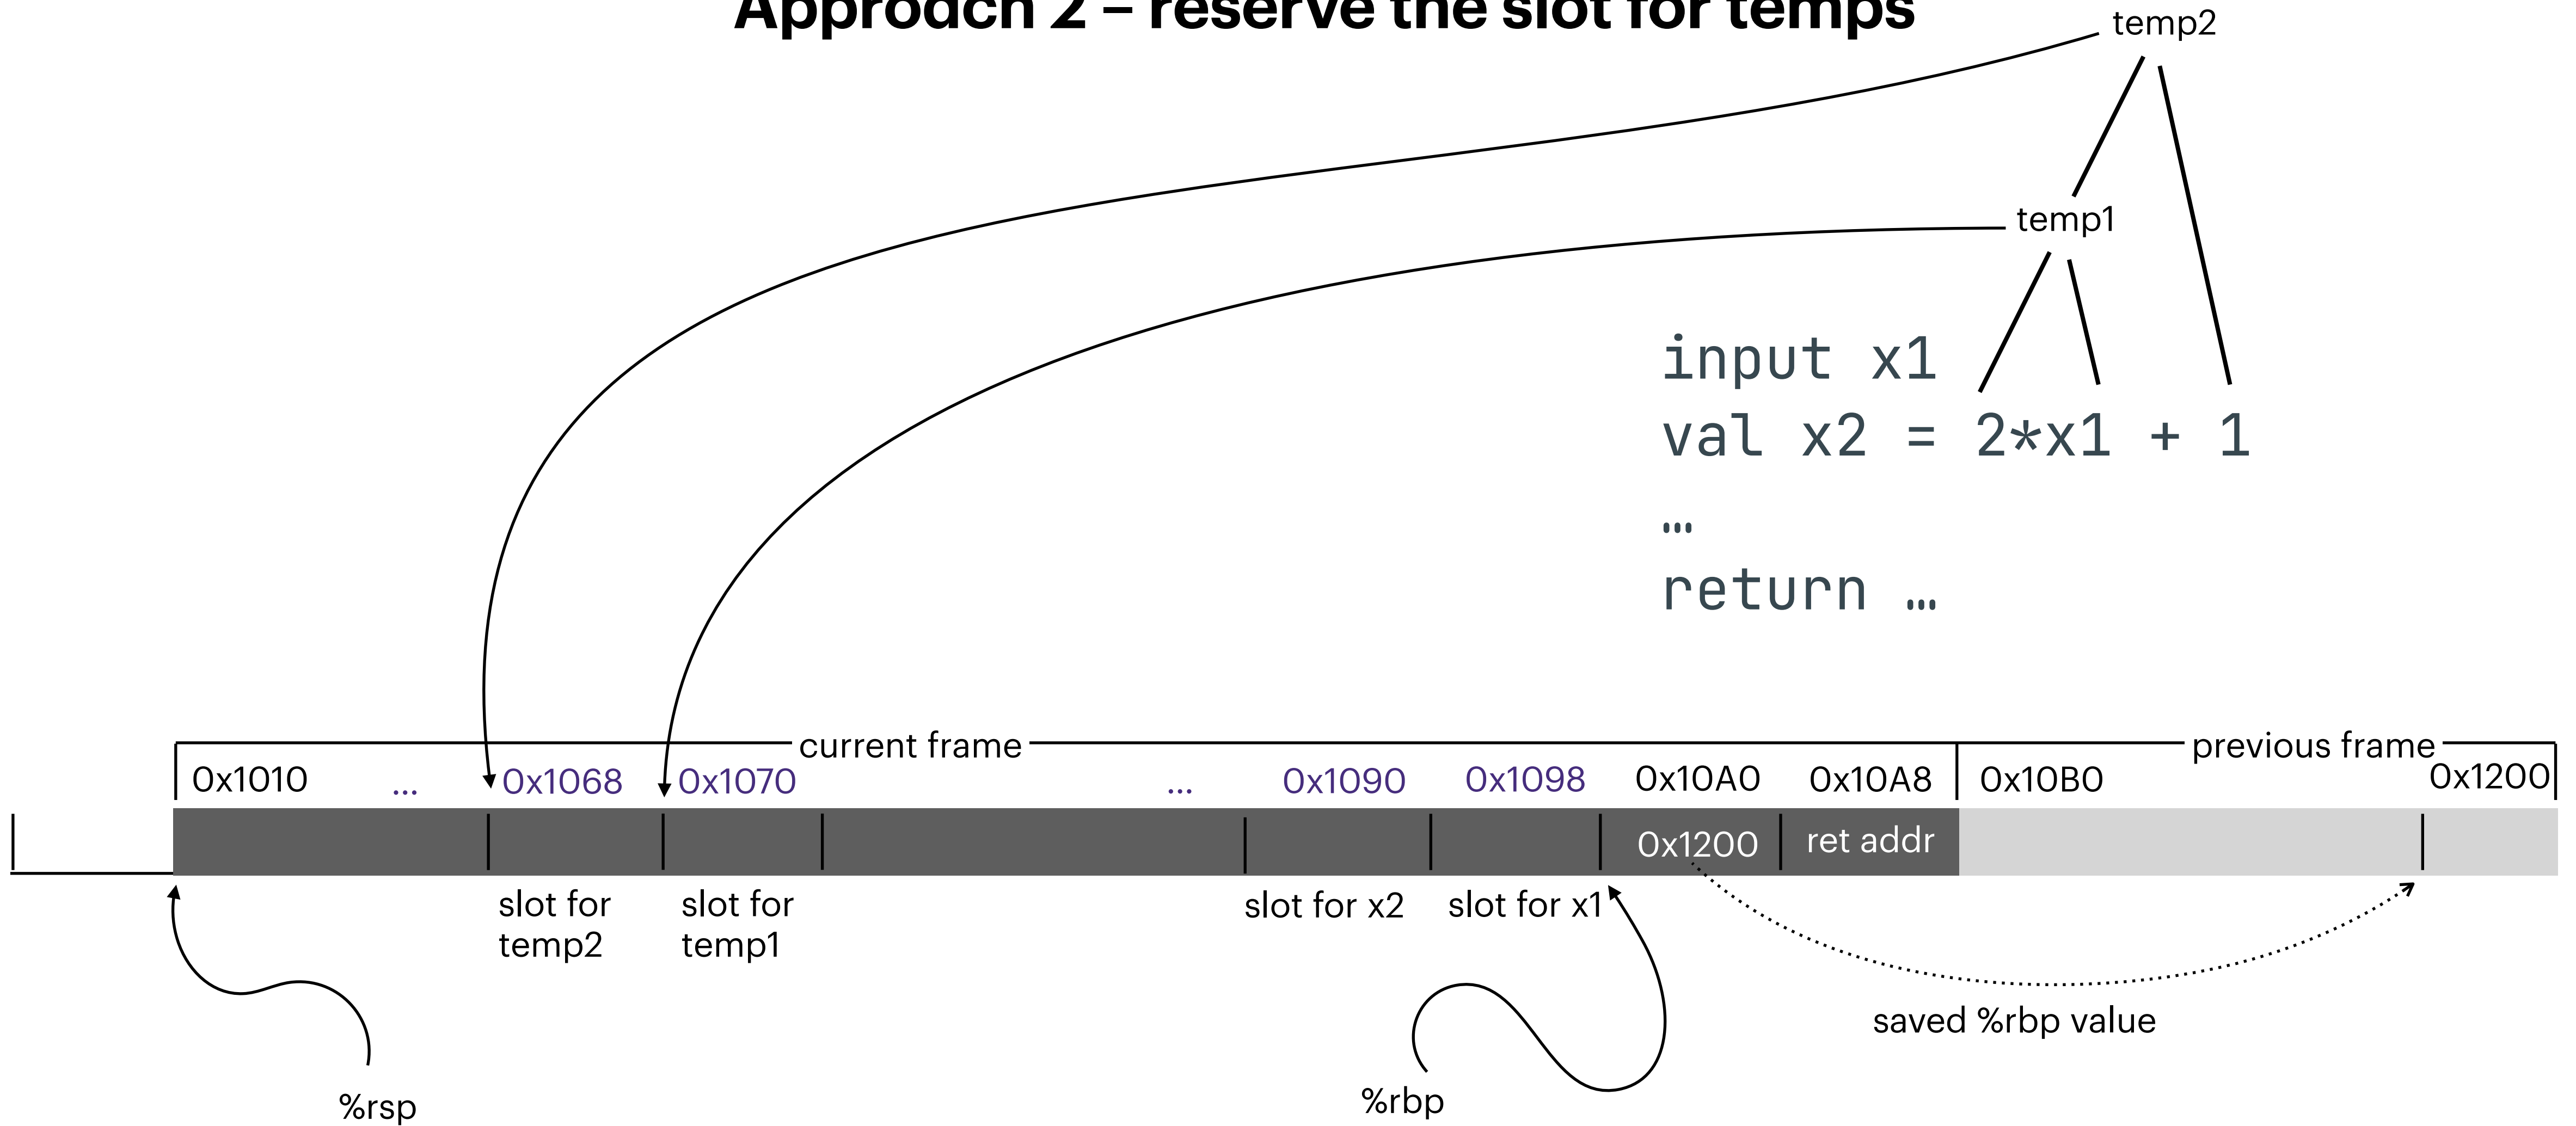 Approach 2 – reserve the slot for temps
temp2
temp1
input x1
val x2 = 2*x1 + 1
…
return …
current frame
previous frame
0x1010 … 0x1068 0x1070 … 0x1090 0x1098 0x10A0 0x10A8 0x10B0 0x1200
0x1200 ret addr
slot for
temp2
slot for
temp1
slot for x2
slot for x1
saved %rbp value
%rsp
%rbp